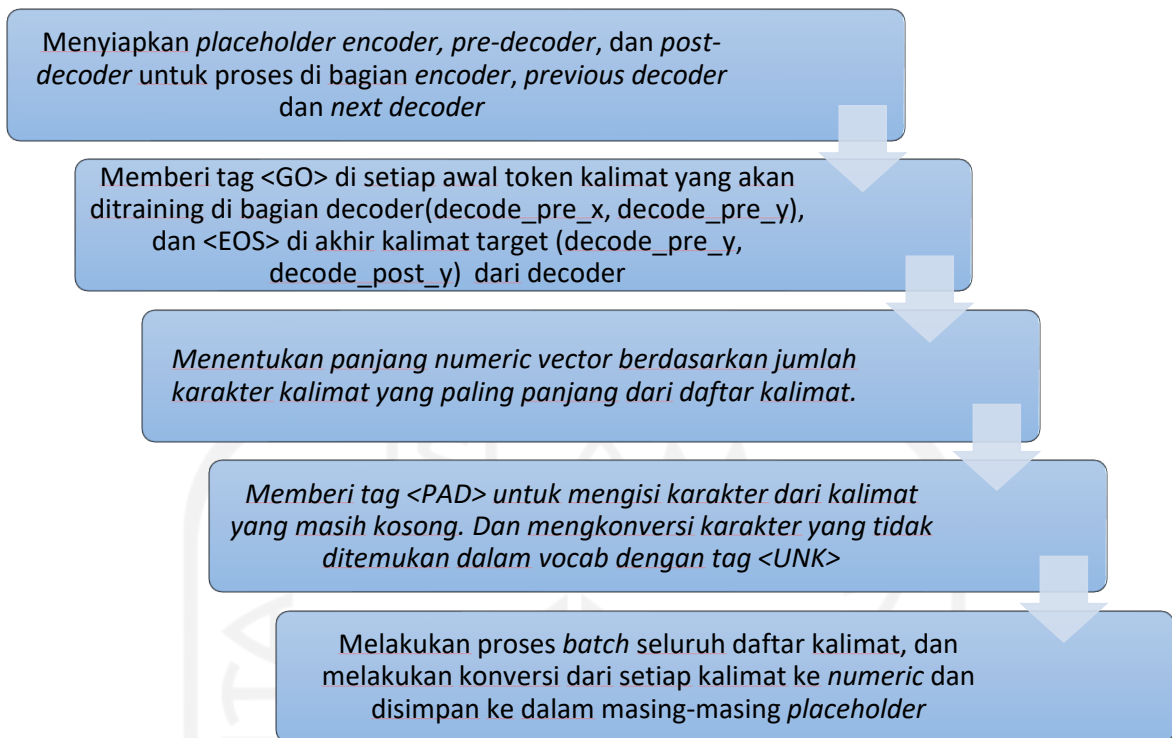 Menyiapkan placeholder encoder, pre-decoder, dan post-
decoder untuk proses di bagian encoder, previous decoder
dan next decoder
Memberi tag <GO> di setiap awal token kalimat yang akan
ditraining di bagian decoder(decode_pre_x, decode_pre_y),
dan <EOS> di akhir kalimat target (decode_pre_y,
decode_post_y)  dari decoder
Menentukan panjang numeric vector berdasarkan jumlah
karakter kalimat yang paling panjang dari daftar kalimat.
Memberi tag <PAD> untuk mengisi karakter dari kalimat
yang masih kosong. Dan mengkonversi karakter yang tidak
ditemukan dalam vocab dengan tag <UNK>
Melakukan proses batch seluruh daftar kalimat, dan
melakukan konversi dari setiap kalimat ke numeric dan
disimpan ke dalam masing-masing placeholder